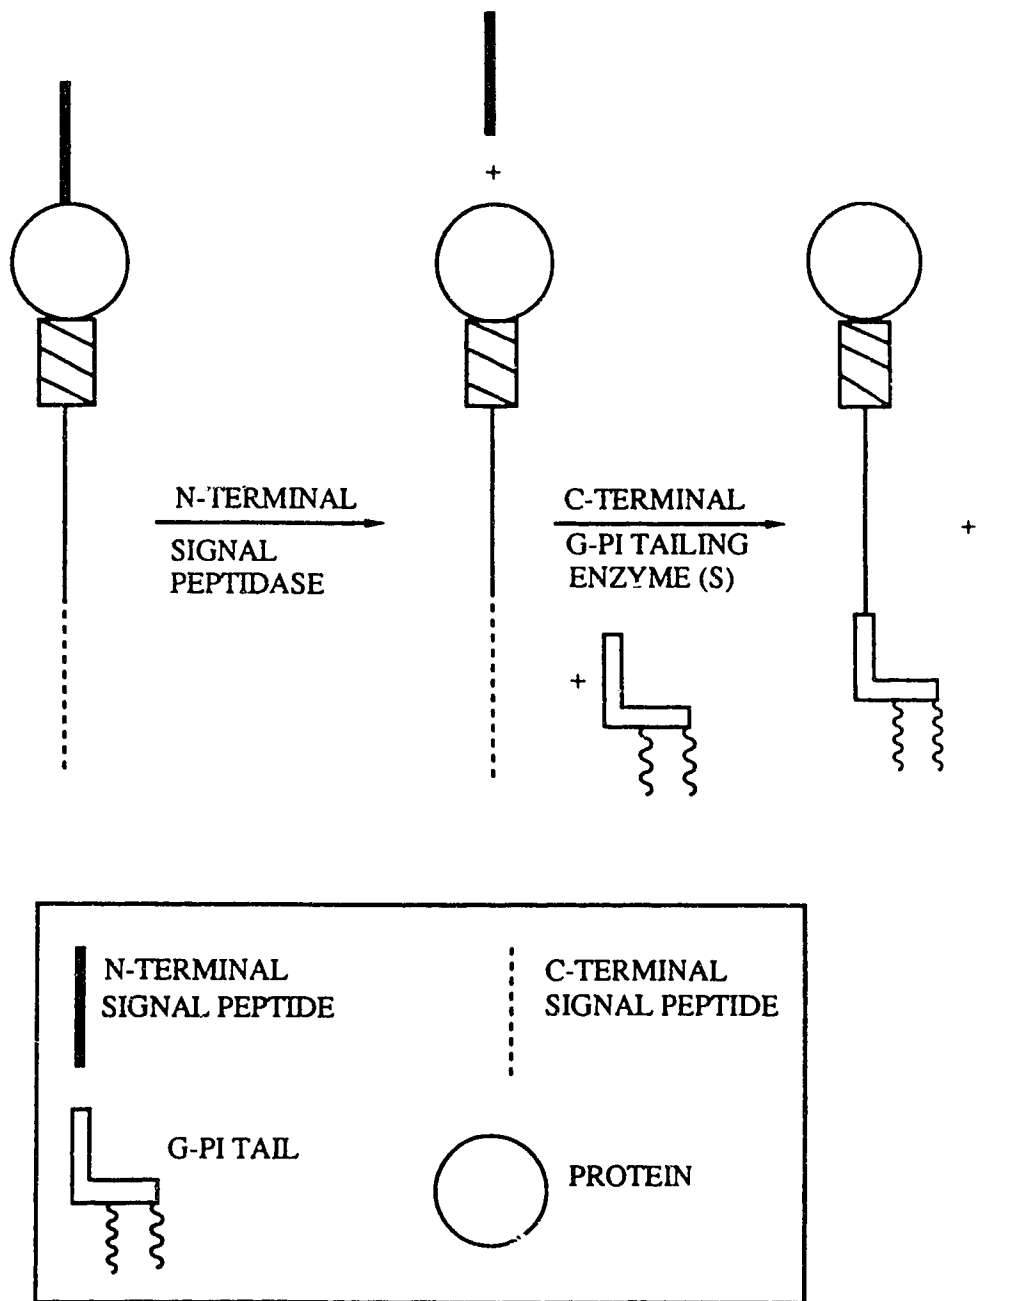 +
N-TERMINAL
SIGNAL
PEPTIDASE
C-TERMINAL
G-PI TAILING
ENZYME (S)
+
+
N-TERMINAL
SIGNAL PEPTIDE
C-TERMINAL
SIGNAL PEPTIDE
G-PI TAIL
PROTEIN